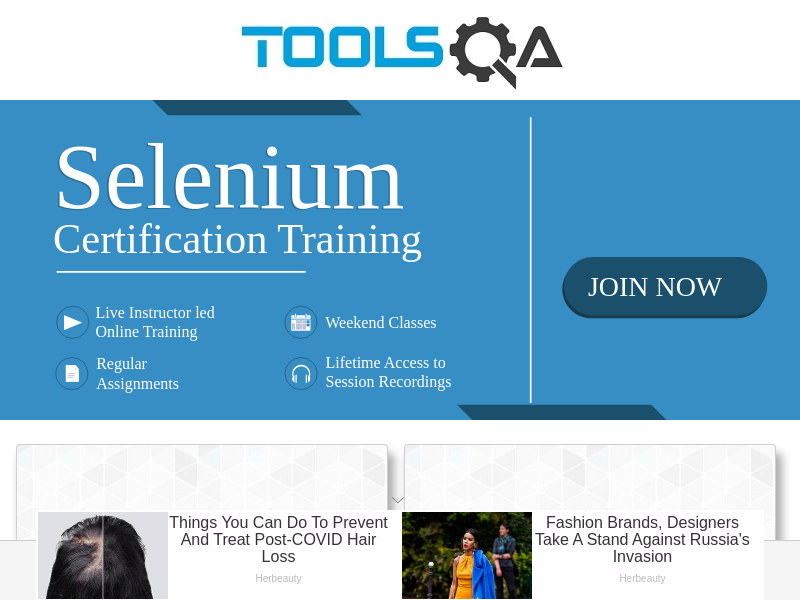 TOOLSQA
Selenium
Certification Training
Live Instructor led
Online Training
Weekend Classes
Regular
Assignments
Lifetime Access to
Session Recordings
JOIN NOW
Things You Can Do To Prevent
And Treat Post-COVID Hair
Loss
Herbeauty
Fashion Brands, Designers
Take A Stand Against Russia's
Invasion
Herbeauty